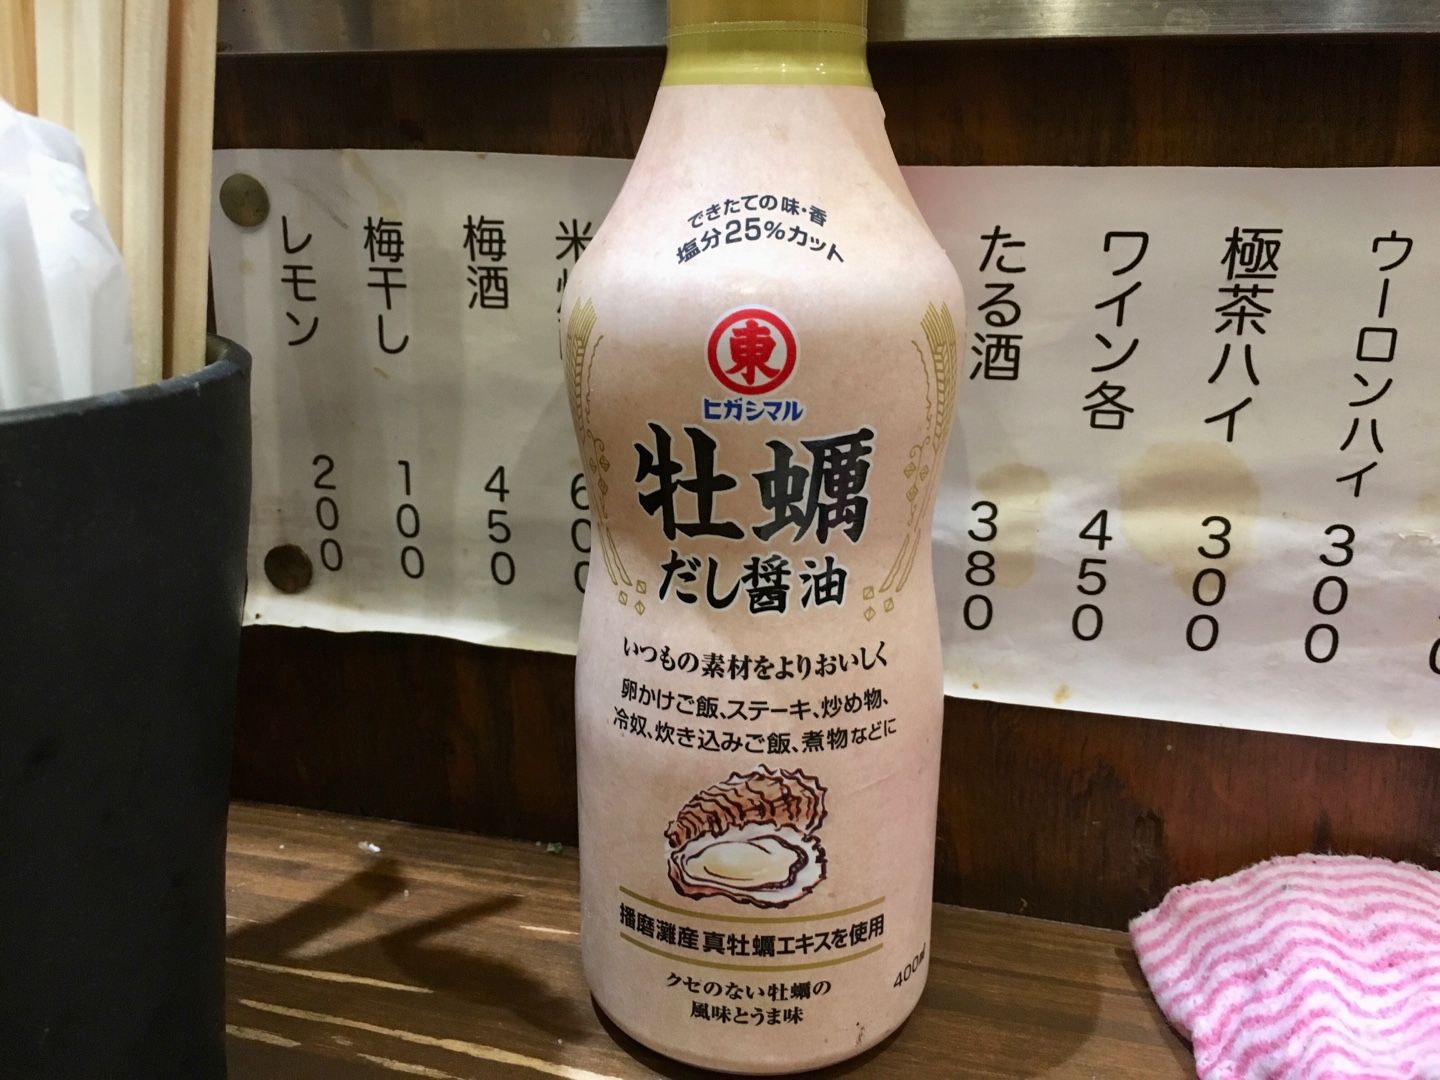 できたての味・香
塩分25%カット
東
ヒガシマル
牡蠣
だし醤油
いつもの素材をよりおいしく
卵かけご飯、ステーキ、炒め物、
冷奴、炊き込みご飯、煮物などに
播磨灘産真牡蠣エキスを使用
クセのない牡蠣の
風味とうま味
400ml
ウーロンハイ 300
極茶ハイ 300
ワイン各 450
たる酒 380
米
梅酒 450
梅干し 100
レモン 200